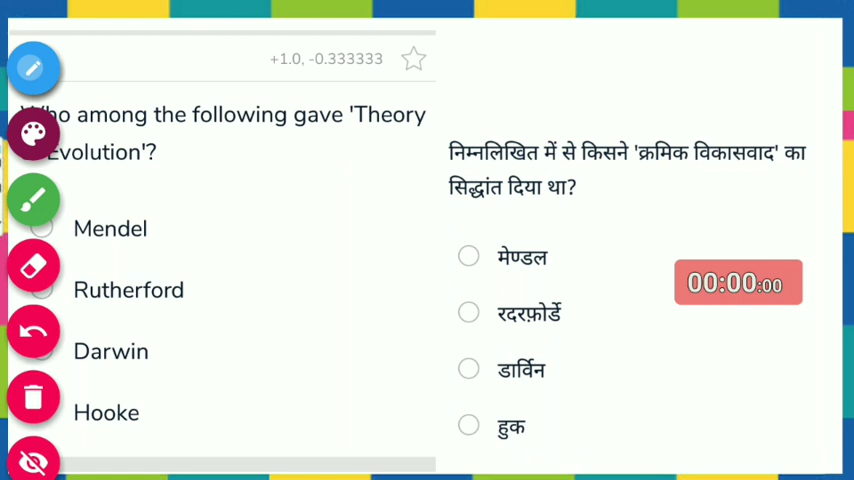 +1.0, -0.333333
Who among the following gave 'Theory
Evolution'?
Mendel
Rutherford
Darwin
Hooke
निम्नलिखित में से किसने 'क्रमिक विकासवाद' का
सिद्धांत दिया था?
मेण्डल
रदरफ़ोर्डे
डार्विन
हुक
00:00:00